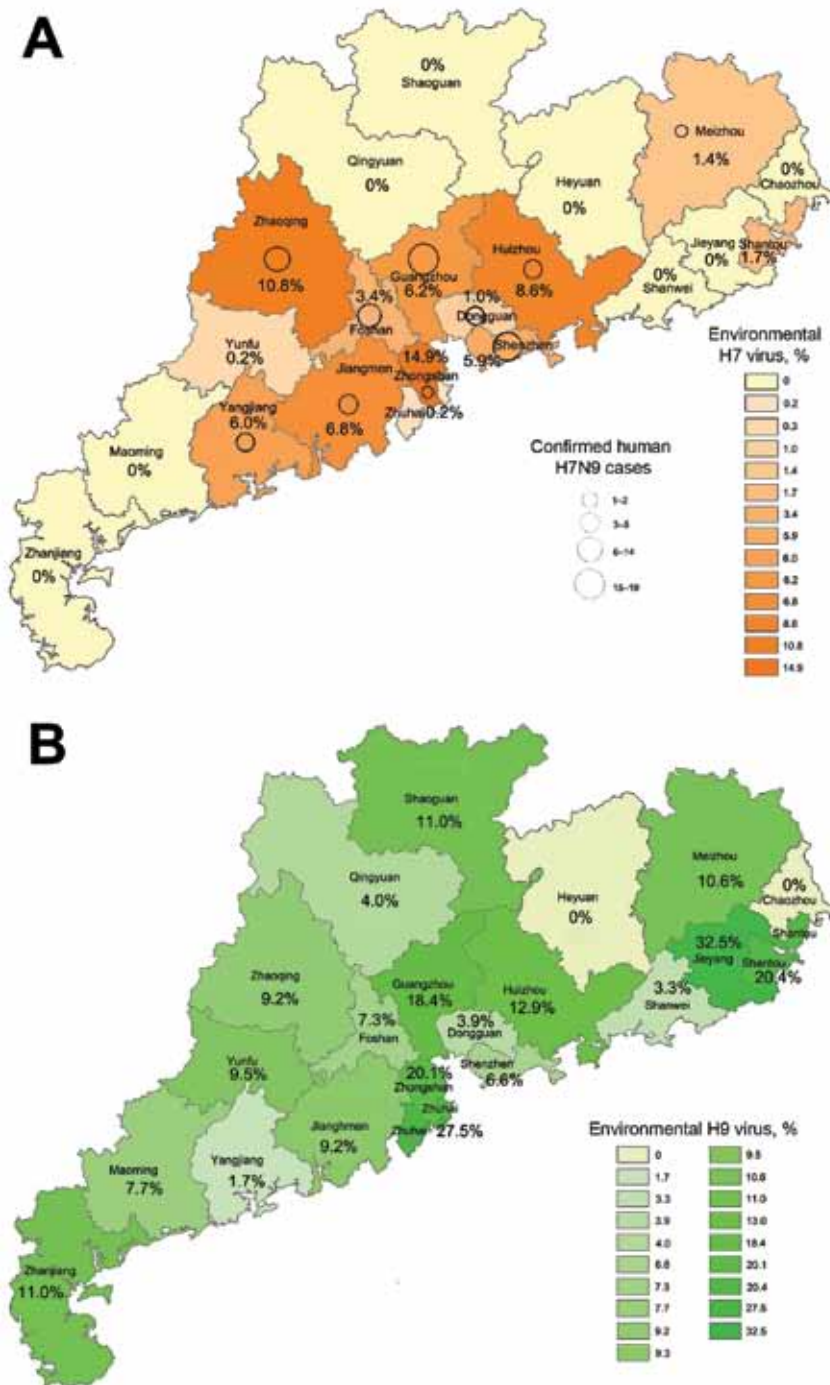 A
0%
Shaoguan
Meizhou
1.4%
Qingyuan
0%
Heyuan
0%
0%
Chaozhou
Zhaoqing
10.8%
Guangzhou
6.2%
Huizhou
8.6%
Jieyang
0%
Shantou
1.7%
0%
Shanwei
3.4%
Foshan
1.0%
Dongguan
Yunfu
0.2%
Jiangmen
6.8%
14.9%
Zhongshan
5.9%
Shenzhen
Yangjiang
6.0%
Zhuhai
0.2%
Maoming
0%
Zhanjiang
0%
Confirmed human
H7N9 cases
1–2
3–5
6–14
15–19
Environmental
H7 virus, %
0
0.2
0.3
1.0
1.4
1.7
3.4
5.9
6.0
6.2
6.8
8.6
10.8
14.9
B
Shaoguan
11.0%
Meizhou
10.6%
Qingyuan
4.0%
Heyuan
0%
0%
Chaozhou
Shantou
32.5%
Jieyang
Shantou
20.4%
Zhaoqing
9.2%
Guangzhou
18.4%
Huizhou
12.9%
3.3%
Shanwei
7.3%
Foshan
3.9%
Dongguan
Shenzhen
6.6%
Yunfu
9.5%
20.1%
Zhongshan
Zhuhai
Zhuhai
27.5%
Jianghmen
9.2%
Maoming
7.7%
Yangjiang
1.7%
Zhanjiang
11.0%
Environmental H9 virus, %
0
1.7
3.3
3.9
4.0
6.6
7.3
7.7
9.2
9.3
9.5
10.6
11.0
13.0
18.4
20.1
20.4
27.5
32.5